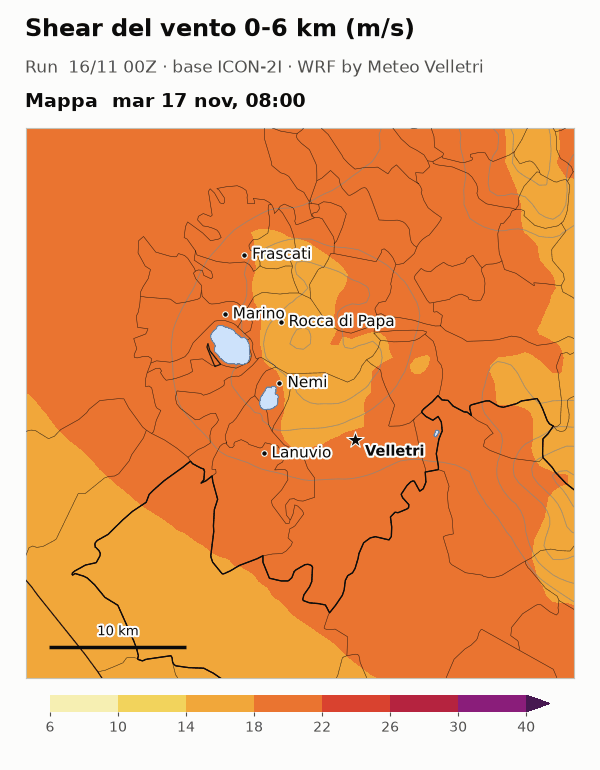 Shear del vento 0-6 km (m/s)
Run  16/11 00Z · base ICON-2I · WRF by Meteo Velletri
Mappa  mar 17 nov, 08:00
Frascati
Marino
Rocca di Papa
Nemi
Velletri
Lanuvio
10 km
6 10 14 18 22 26 30 40